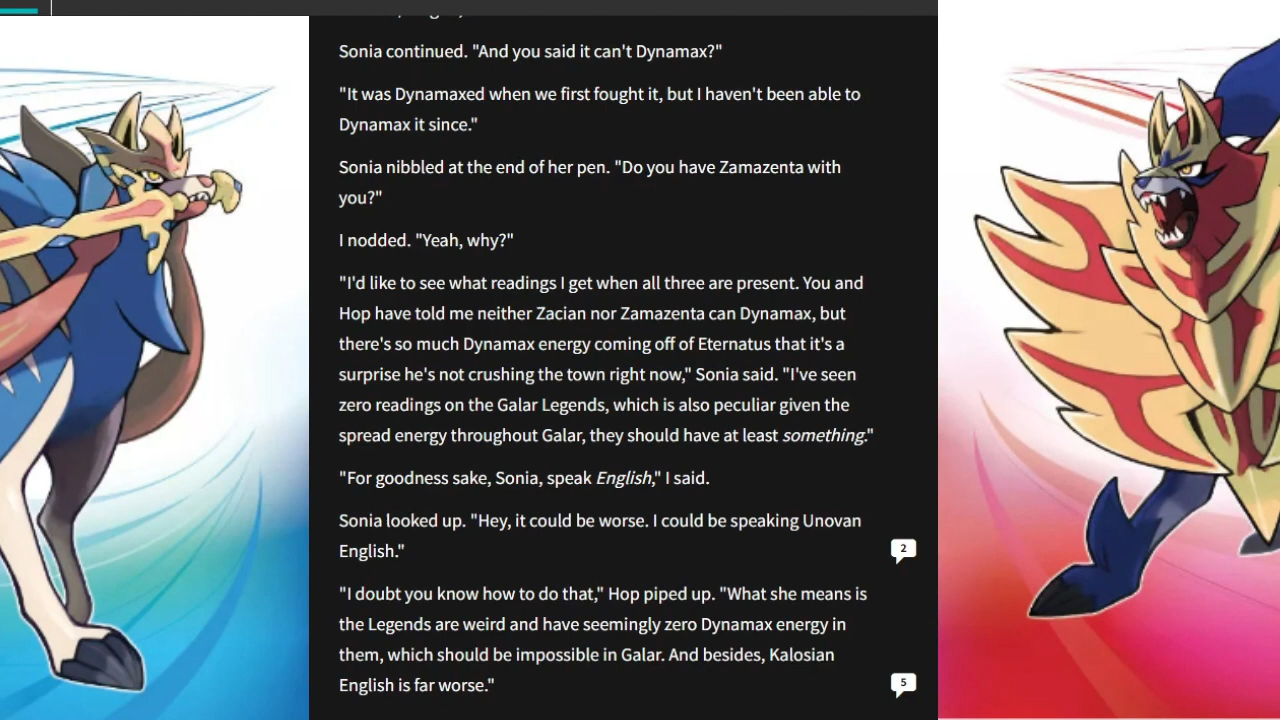 Sonia continued. "And you said it can't Dynamax?"
"It was Dynamaxed when we first fought it, but I haven't been able to
Dynamax it since."
Sonia nibbled at the end of her pen. "Do you have Zamazenta with
you?"
I nodded. "Yeah, why?"
"I'd like to see what readings I get when all three are present. You and
Hop have told me neither Zacian nor Zamazenta can Dynamax, but
there's so much Dynamax energy coming off of Eternatus that it's a
surprise he's not crushing the town right now," Sonia said. "I've seen
zero readings on the Galar Legends, which is also peculiar given the
spread energy throughout Galar, they should have at least something."
"For goodness sake, Sonia, speak English," I said.
Sonia looked up. "Hey, it could be worse. I could be speaking Unovan
English."
2
"I doubt you know how to do that," Hop piped up. "What she means is
the Legends are weird and have seemingly zero Dynamax energy in
them, which should be impossible in Galar. And besides, Kalosian
English is far worse."
5